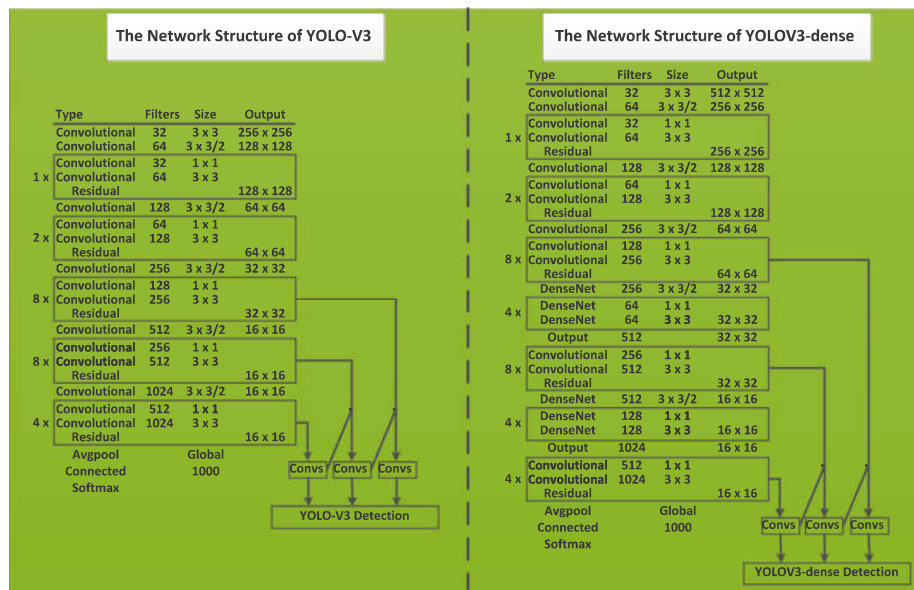 The Network Structure of YOLO-V3
Type Filters Size Output
Convolutional 32 3 x 3 256 x 256
Convolutional 64 3 x 3/2 128 x 128
1 x
Convolutional 32 1 x 1
Convolutional 64 3 x 3
Residual 128 x 128
Convolutional 128 3 x 3/2 64 x 64
2 x
Convolutional 64 1 x 1
Convolutional 128 3 x 3
Residual 64 x 64
Convolutional 256 3 x 3/2 32 x 32
8 x
Convolutional 128 1 x 1
Convolutional 256 3 x 3
Residual 32 x 32
Convolutional 512 3 x 3/2 16 x 16
8 x
Convolutional 256 1 x 1
Convolutional 512 3 x 3
Residual 16 x 16
Convolutional 1024 3 x 3/2 16 x 16
4 x
Convolutional 512 1 x 1
Convolutional 1024 3 x 3
Residual 16 x 16
Avgpool Global
Connected 1000
Softmax
Convs Convs Convs
YOLO-V3 Detection
The Network Structure of YOLOV3-dense
Type Filters Size Output
Convolutional 32 3 x 3 512 x 512
Convolutional 64 3 x 3/2 256 x 256
1 x
Convolutional 32 1 x 1
Convolutional 64 3 x 3
Residual 256 x 256
Convolutional 128 3 x 3/2 128 x 128
2 x
Convolutional 64 1 x 1
Convolutional 128 3 x 3
Residual 128 x 128
Convolutional 256 3 x 3/2 64 x 64
8 x
Convolutional 128 1 x 1
Convolutional 256 3 x 3
Residual 64 x 64
DenseNet 256 3 x 3/2 32 x 32
4 x
DenseNet 64 1 x 1
DenseNet 64 3 x 3 32 x 32
Output 512 32 x 32
8 x
Convolutional 256 1 x 1
Convolutional 512 3 x 3
Residual 32 x 32
DenseNet 512 3 x 3/2 16 x 16
4 x
DenseNet 128 1 x 1
DenseNet 128 3 x 3 16 x 16
Output 1024 16 x 16
4 x
Convolutional 512 1 x 1
Convolutional 1024 3 x 3
Residual 16 x 16
Avgpool Global
Connected 1000
Softmax
Convs Convs Convs
YOLOV3-dense Detection